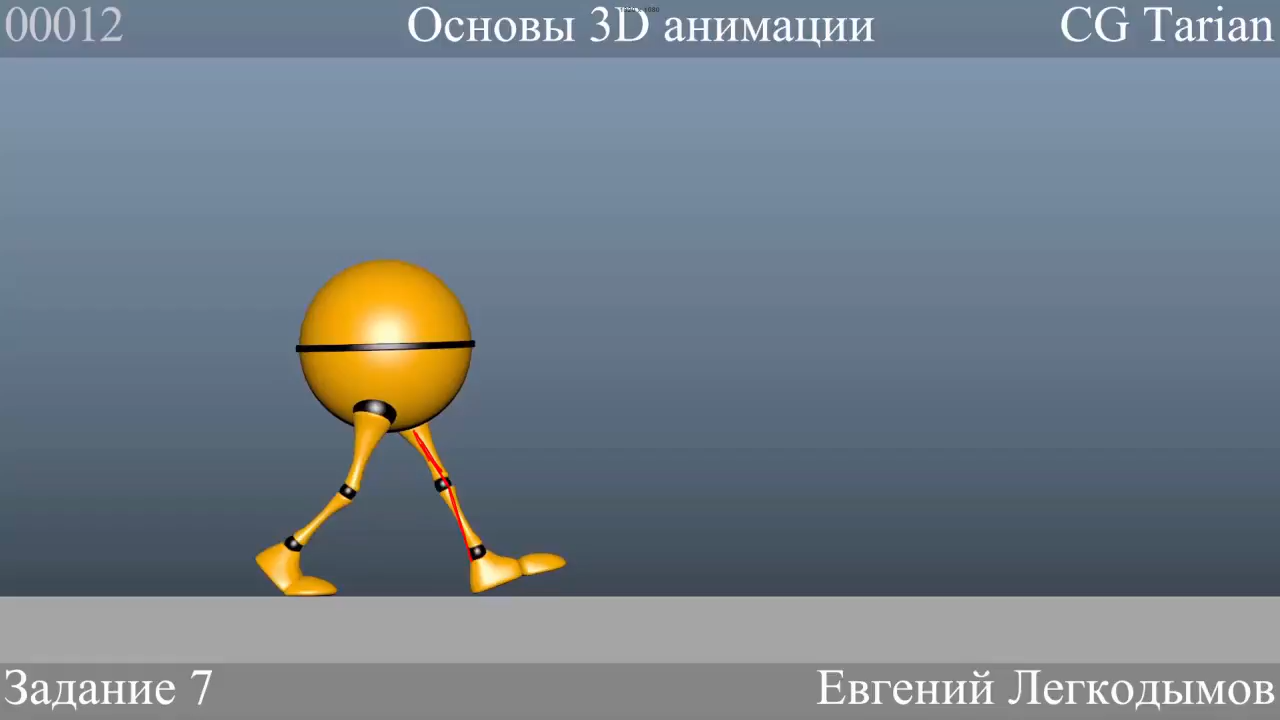 00012
Основы 3D анимации
CG Tarian
Задание 7
Евгений Легкодымов